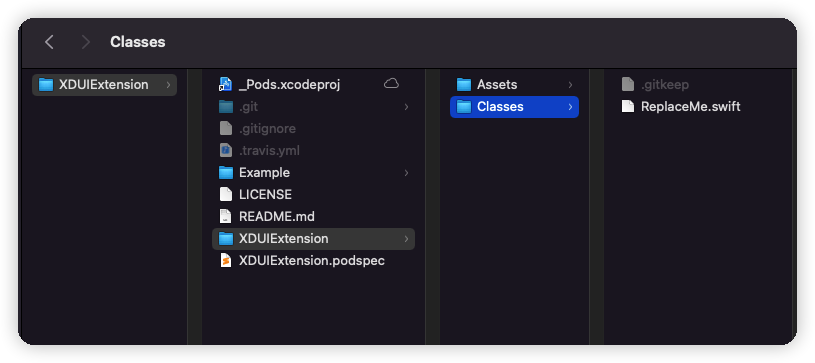 Classes
XDUIExtension
_Pods.xcodeproj
.git
.gitignore
.travis.yml
Example
LICENSE
README.md
XDUIExtension
XDUIExtension.podspec
Assets
Classes
.gitkeep
ReplaceMe.swift